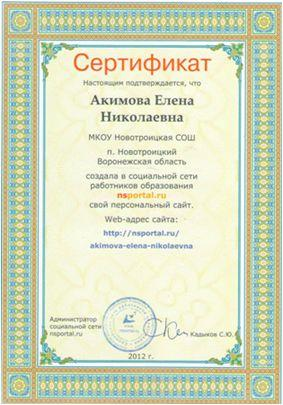 Сертификат
Настоящим подтверждается, что
Акимова Елена
Николаевна
МКОУ Новотроицкая СОШ
п. Новотроицкий
Воронежская область
создала в социальной сети
работников образования
nsportal.ru
свой персональный сайт.
Web-адрес сайта:
http://nsportal.ru/
akimova-elena-nikolaevna
Администратор
социальной сети
nsportal.ru
Кадыков С.Ю.
2012 г.